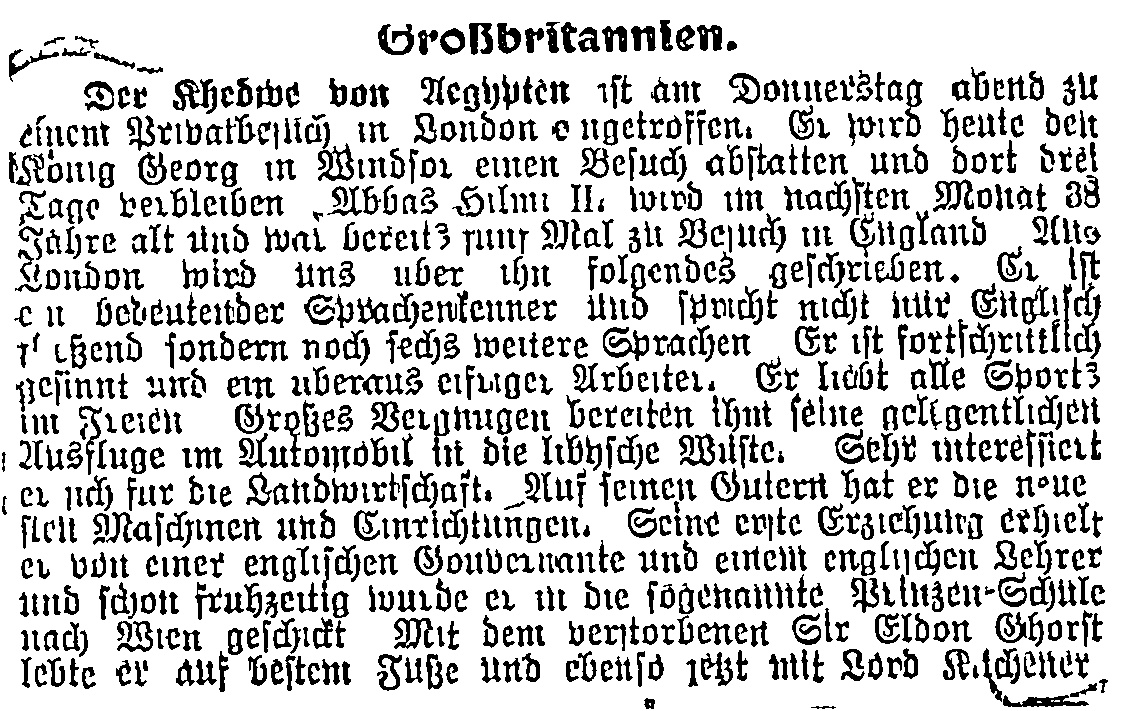 Großbritannien.
Der Khedive von Aegypten ist am Donnerstag abend zu
einem Privatbesuch in London eingetroffen. Er wird heute den
König Georg in Windsor einen Besuch abstatten und dort drei
Tage verbleiben. Abbas Hilmi II. wird im nächsten Monat 38
Jahre alt und war bereits fünf Mal zu Besuch in England. Aus
London wird uns über ihn folgendes geschrieben. Er ist
ein bedeutender Sprachenkenner und spricht nicht nur Englisch
fließend sondern noch sechs weitere Sprachen. Er ist fortschrittlich
gesinnt und ein überaus eifriger Arbeiter. Er liebt alle Sports
im Freien. Großes Vergnügen bereiten ihm seine gelegentlichen
Ausflüge im Automobil in die libysche Wüste. Sehr interessiert
er sich für die Landwirtschaft. Auf seinen Gütern hat er die neue
sten Maschinen und Einrichtungen. Seine erste Erziehung erhielt
er von einer englischen Gouvernante und einem englischen Lehrer
und schon frühzeitig wurde er in die sogenannte Prinzen-Schule
nach Wien geschickt. Mit dem verstorbenen Sir Eldon Ghorst
lebte er auf bestem Fuße und ebenso jetzt mit Lord Kitchener